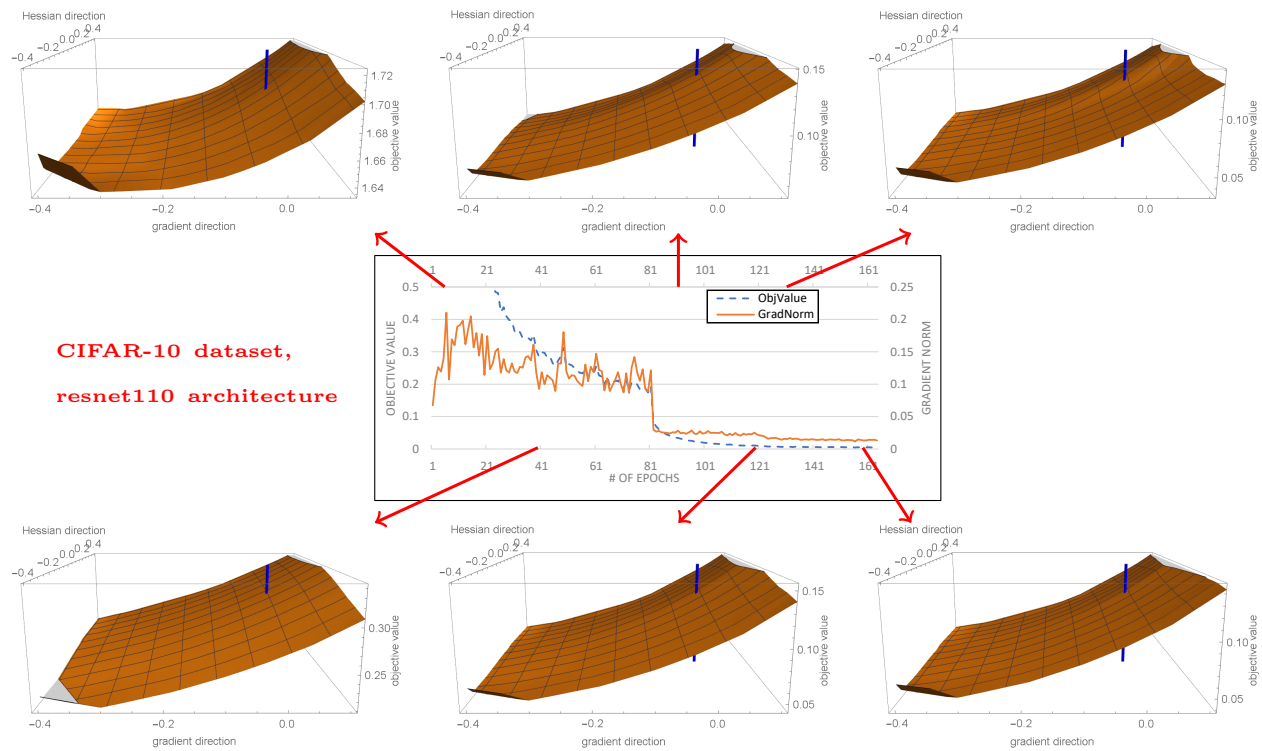 Hessian direction
−0.4 −0.2 0.0 0.2 0.4
1.72
1.70
1.68
1.66
1.64
objective value
−0.4 −0.2 0.0
gradient direction
Hessian direction
−0.4 −0.2 0.0 0.2 0.4
0.15
0.10
objective value
−0.4 −0.2 0.0
gradient direction
Hessian direction
−0.4 −0.2 0.0 0.2 0.4
0.10
0.05
objective value
−0.4 −0.2 0.0
gradient direction
CIFAR-10 dataset,
resnet110 architecture
1 21 41 61 81 101 121 141 161
0.5 0.25
0.4 0.2
0.3 0.15
0.2 0.1
0.1 0.05
0 0
OBJECTIVE VALUE
GRADIENT NORM
ObjValue
GradNorm
1 21 41 61 81 101 121 141 161
# OF EPOCHS
Hessian direction
−0.4 −0.2 0.0 0.2 0.4
0.30
0.25
objective value
−0.4 −0.2 0.0
gradient direction
Hessian direction
−0.4 −0.2 0.0 0.2 0.4
0.15
0.10
0.05
objective value
−0.4 −0.2 0.0
gradient direction
Hessian direction
−0.4 −0.2 0.0 0.2 0.4
0.10
0.05
objective value
−0.4 −0.2 0.0
gradient direction